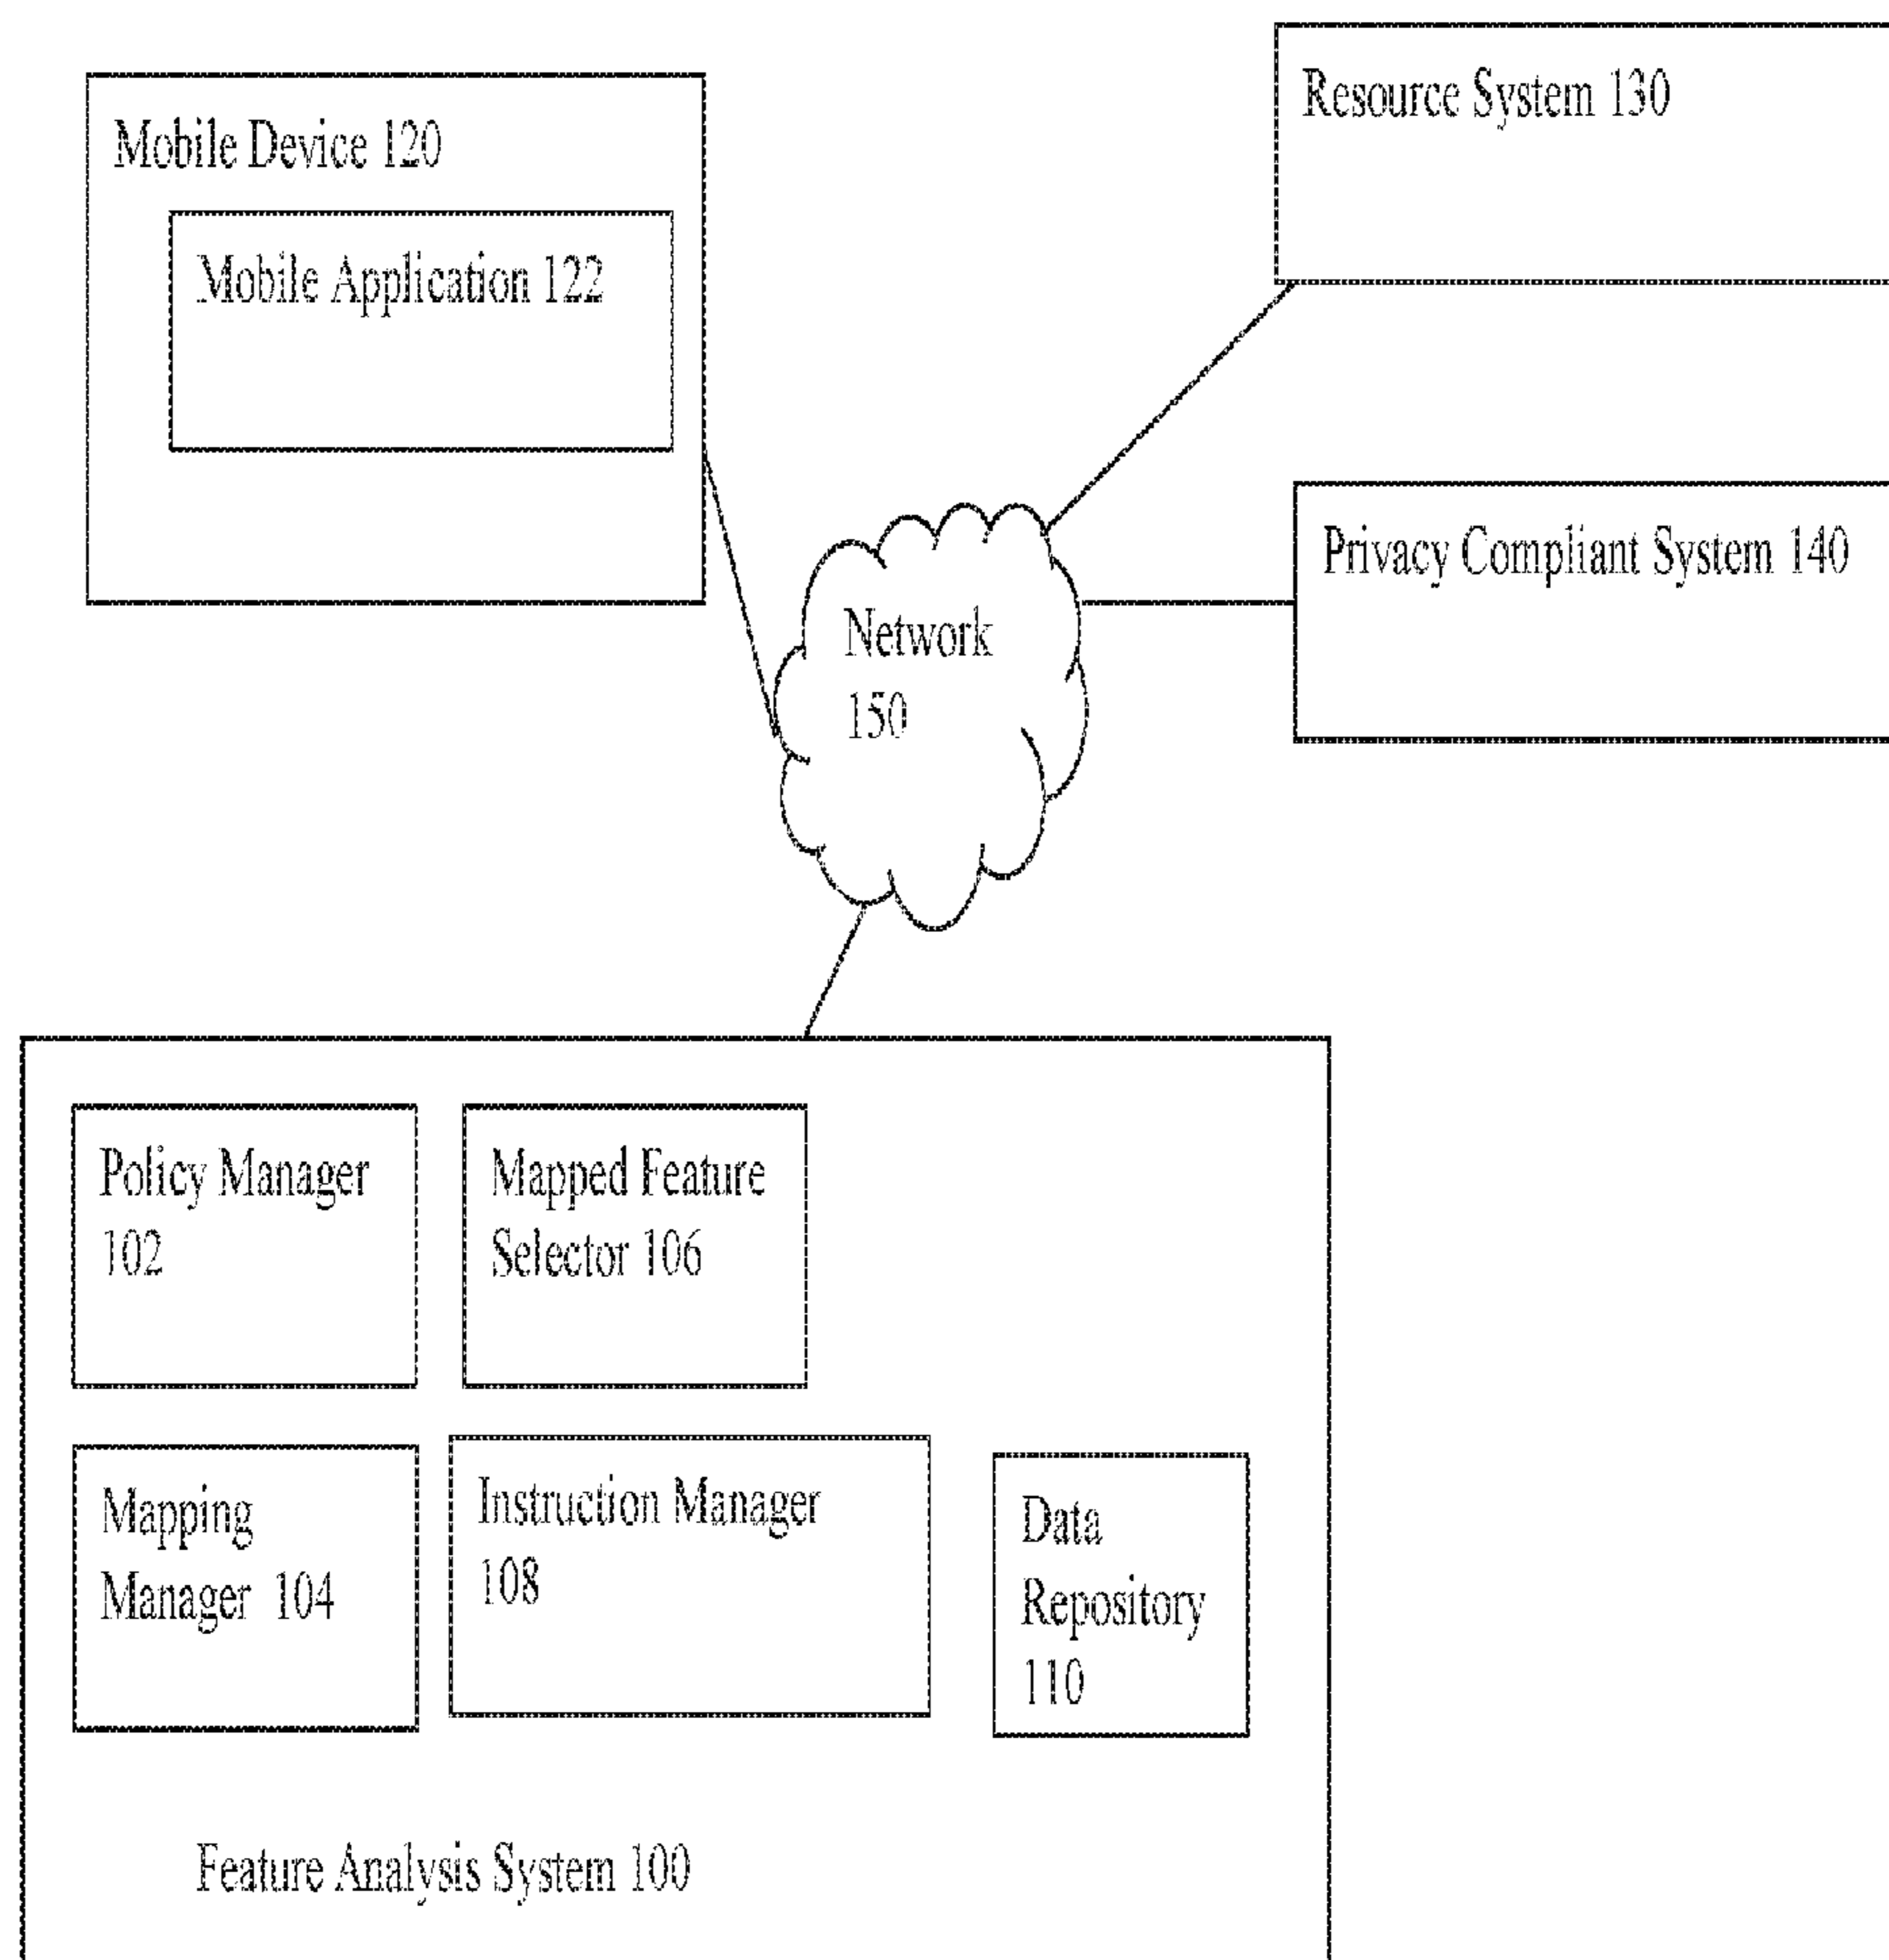 Mobile Device 120
Mobile Application 122
Resource System 130
Privacy Compliant System 140
Network
150
Policy Manager
102
Mapped Feature
Selector 106
Mapping
Manager 104
Instruction Manager
108
Data
Repository
110
Feature Analysis System 100